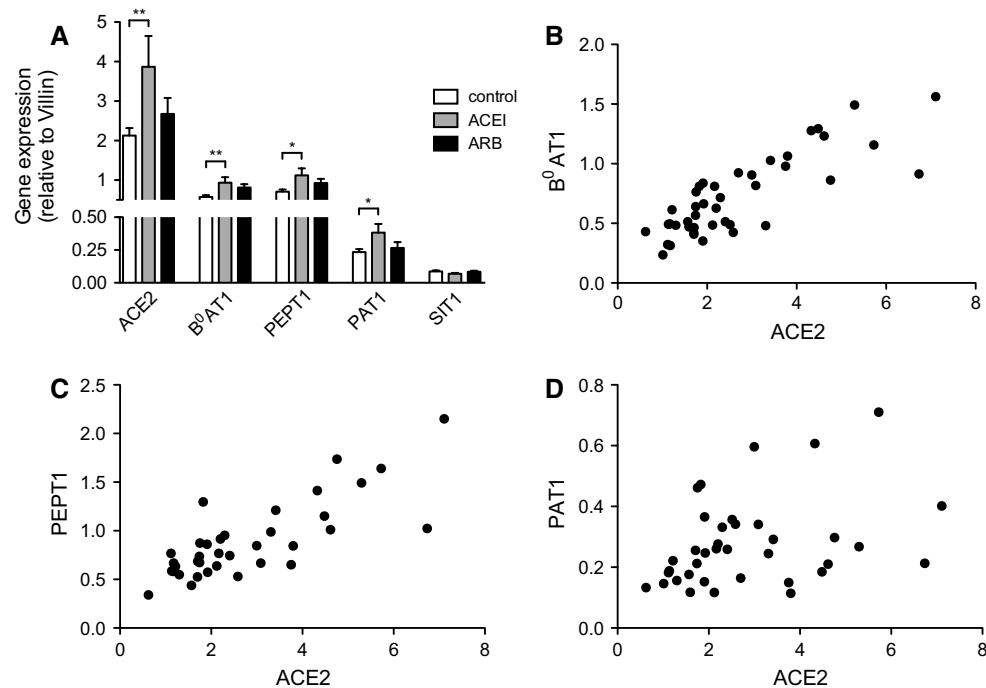 A
Gene expression
(relative to Villin)
5
4
3
2
1
0.50
0.25
0.00
**
**
*
*
control
ACEI
ARB
ACE2
B⁰AT1
PEPT1
PAT1
SIT1
B
B⁰ AT1
2.0
1.5
1.0
0.5
0.0
0 2 4 6 8
ACE2
C
PEPT1
2.5
2.0
1.5
1.0
0.5
0.0
0 2 4 6 8
ACE2
D
PAT1
0.8
0.6
0.4
0.2
0.0
0 2 4 6 8
ACE2